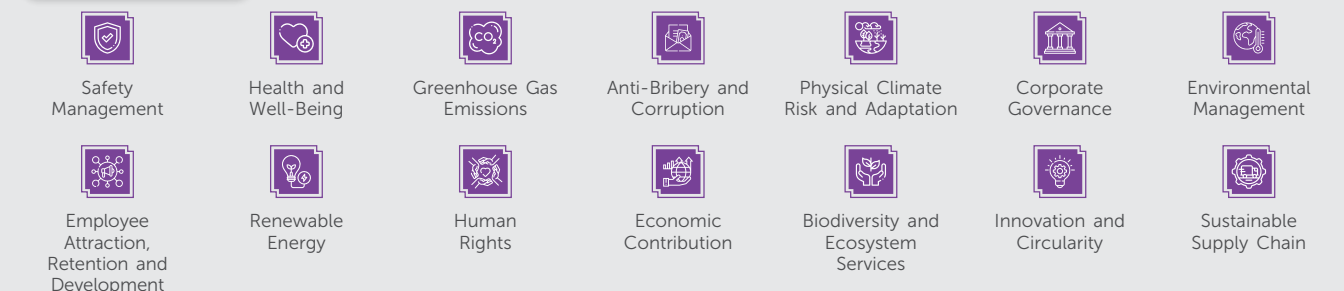 Safety
Management
Health and
Well-Being
CO2
Greenhouse Gas
Emissions
Anti-Bribery and
Corruption
Physical Climate
Risk and Adaptation
Corporate
Governance
Environmental
Management
Employee
Attraction,
Retention and
Development
Renewable
Energy
Human
Rights
Economic
Contribution
Biodiversity and
Ecosystem
Services
Innovation and
Circularity
Sustainable
Supply Chain